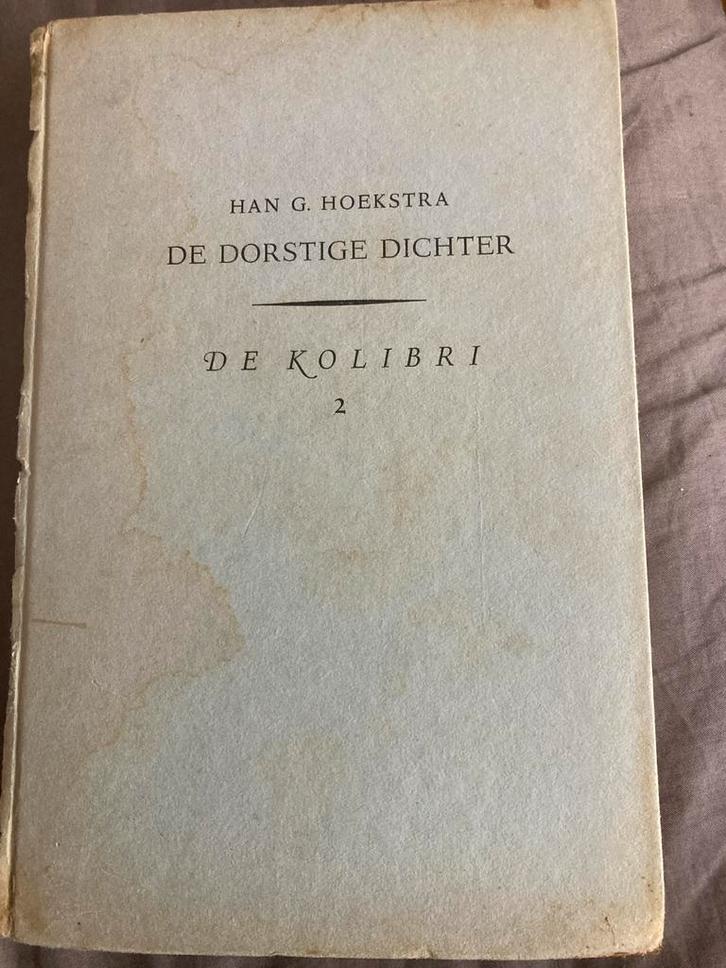 HAN G. HOEKSTRA
DE DORSTIGE DICHTER
DE KOLIBRI
2